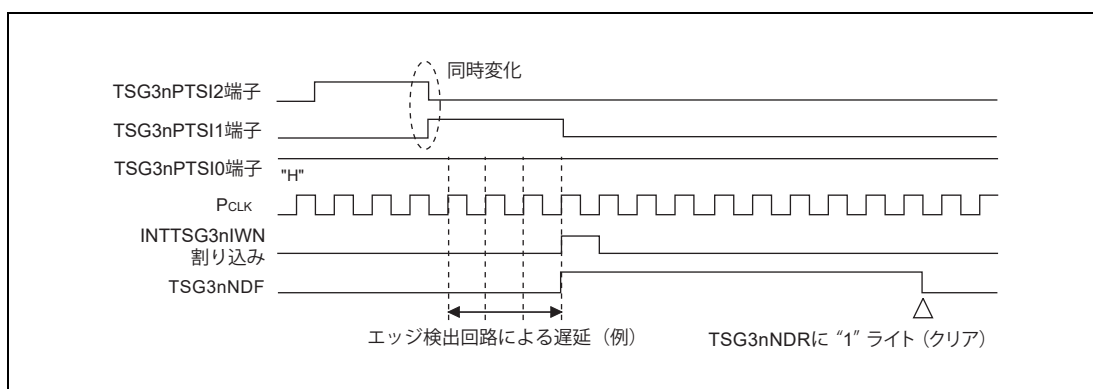 同時変化
TSG3nPTSI2端子
TSG3nPTSI1端子
TSG3nPTSI0端子
"H"
PCLK
INTTSG3nIWN
割り込み
TSG3nNDF
エッジ検出回路による遅延（例）
TSG3nNDRに “1” ライト（クリア）